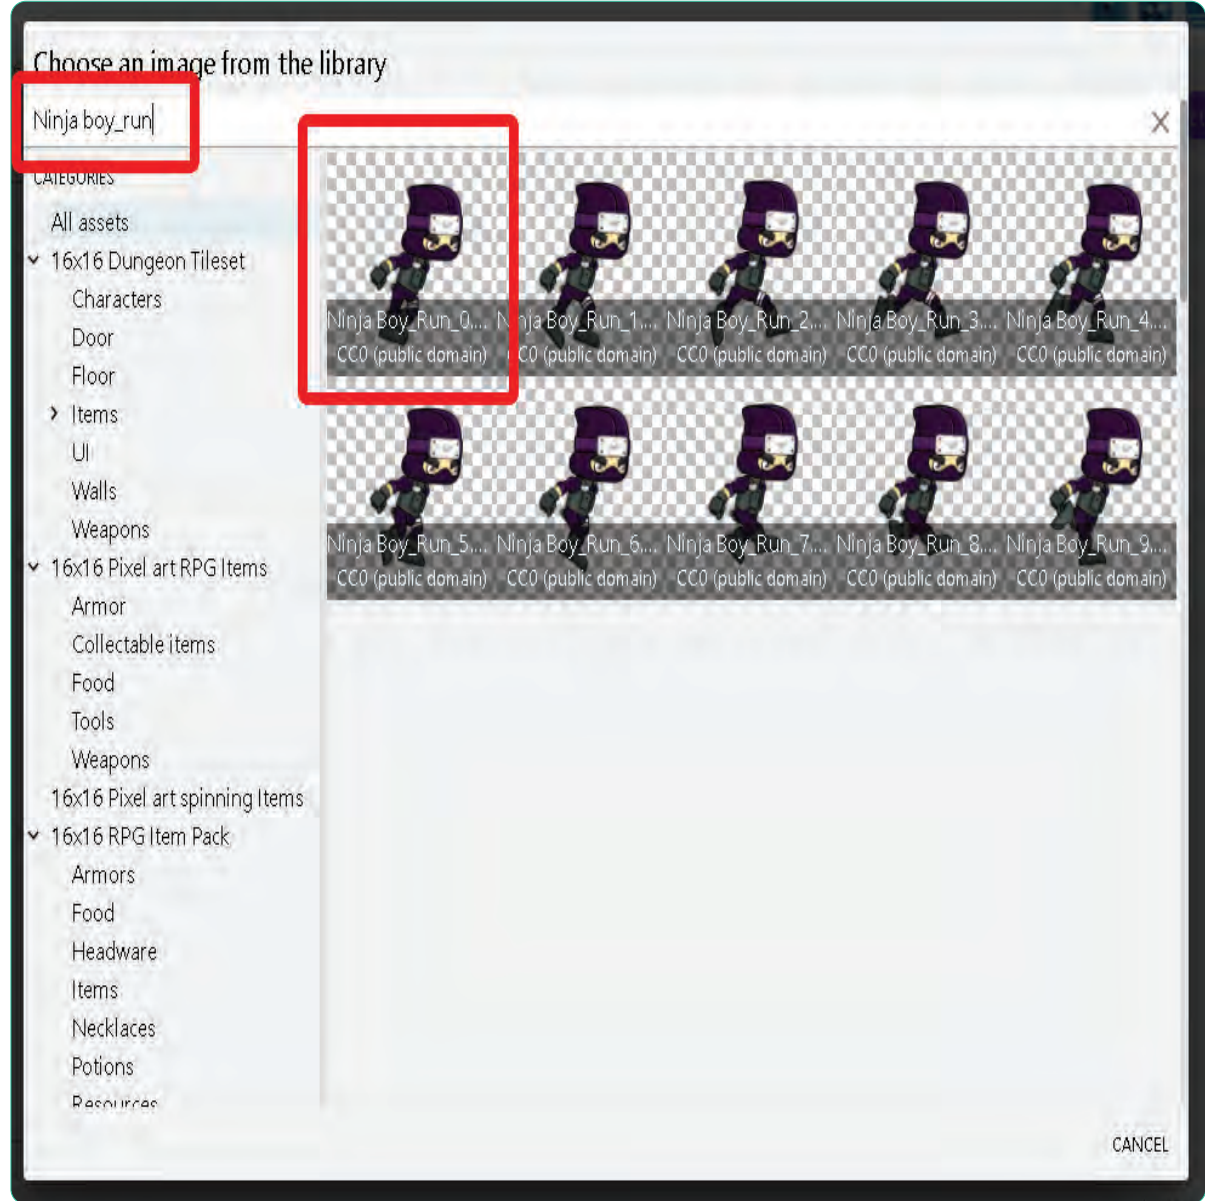 Choose an image from the library
Ninja boy_run
CATEGORIES
All assets
16x16 Dungeon Tileset
Characters
Door
Floor
Items
UI
Walls
Weapons
16x16 Pixel art RPG Items
Armor
Collectable items
Food
Tools
Weapons
16x16 Pixel art spinning Items
16x16 RPG Item Pack
Armors
Food
Headware
Items
Necklaces
Potions
Resources
Ninja Boy_Run_0.... Ninja Boy_Run_1.... Ninja Boy_Run_2.... Ninja Boy_Run_3.... Ninja Boy_Run_4....
CC0 (public domain) CC0 (public domain) CC0 (public domain) CC0 (public domain) CC0 (public domain)
Ninja Boy_Run_5.... Ninja Boy_Run_6.... Ninja Boy_Run_7.... Ninja Boy_Run_8.... Ninja Boy_Run_9....
CC0 (public domain) CC0 (public domain) CC0 (public domain) CC0 (public domain) CC0 (public domain)
CANCEL